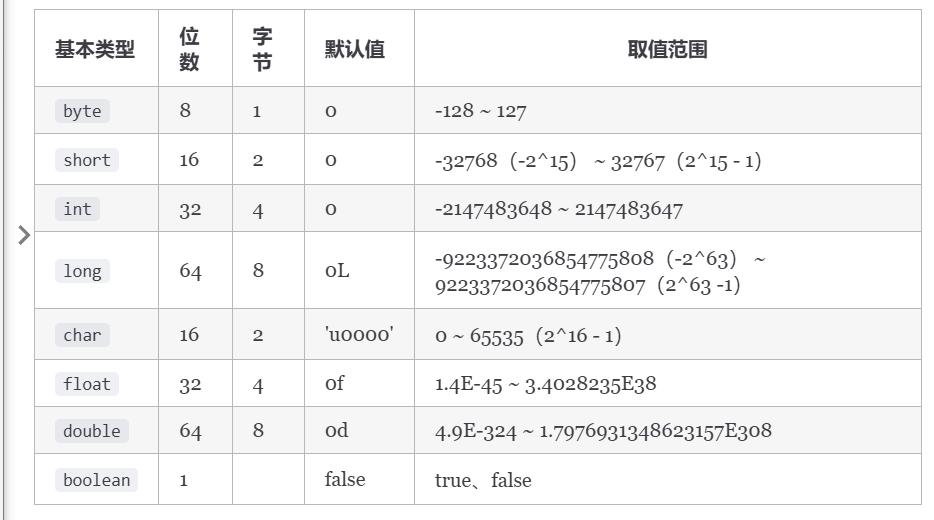 基本类型 位数 字节 默认值 取值范围
byte 8 1 0 -128 ~ 127
short 16 2 0 -32768（-2^15） ~ 32767（2^15 - 1）
int 32 4 0 -2147483648 ~ 2147483647
long 64 8 0L -9223372036854775808（-2^63） ~
9223372036854775807（2^63 -1）
char 16 2 'u0000' 0 ~ 65535（2^16 - 1）
float 32 4 0f 1.4E-45 ~ 3.4028235E38
double 64 8 0d 4.9E-324 ~ 1.7976931348623157E308
boolean 1 false true、false